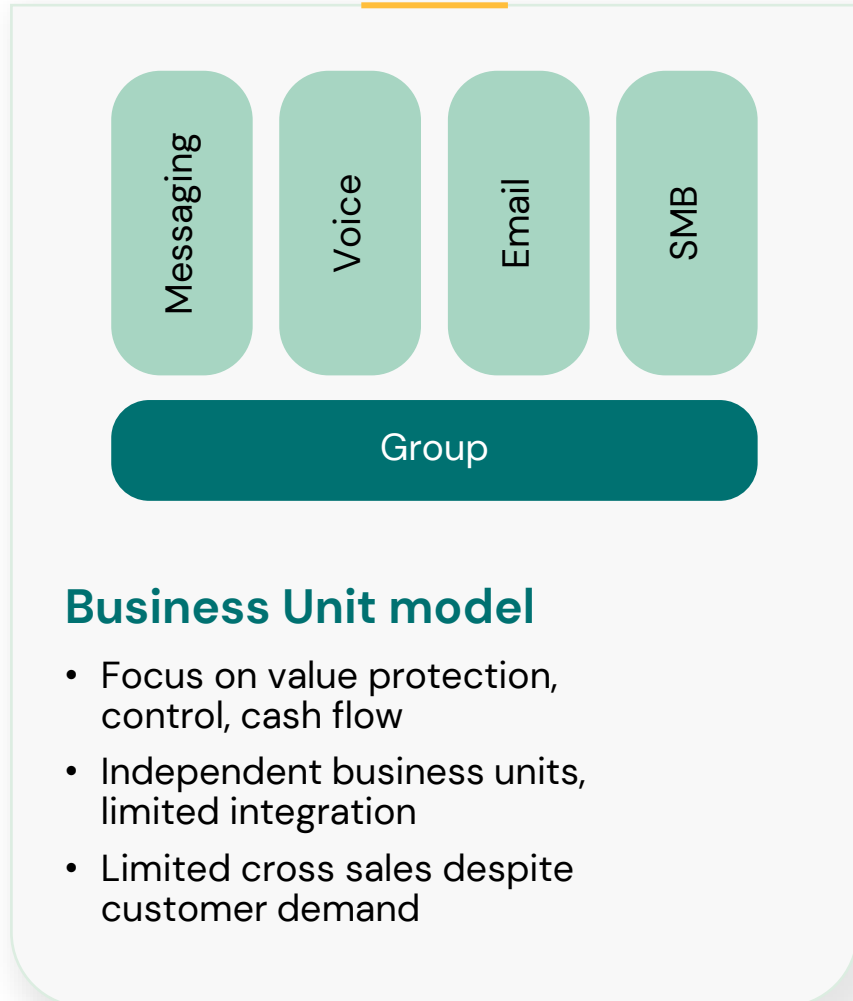 Messaging
Voice
Email
SMB
Group
Business Unit model
• Focus on value protection,
control, cash flow
• Independent business units,
limited integration
• Limited cross sales despite
customer demand